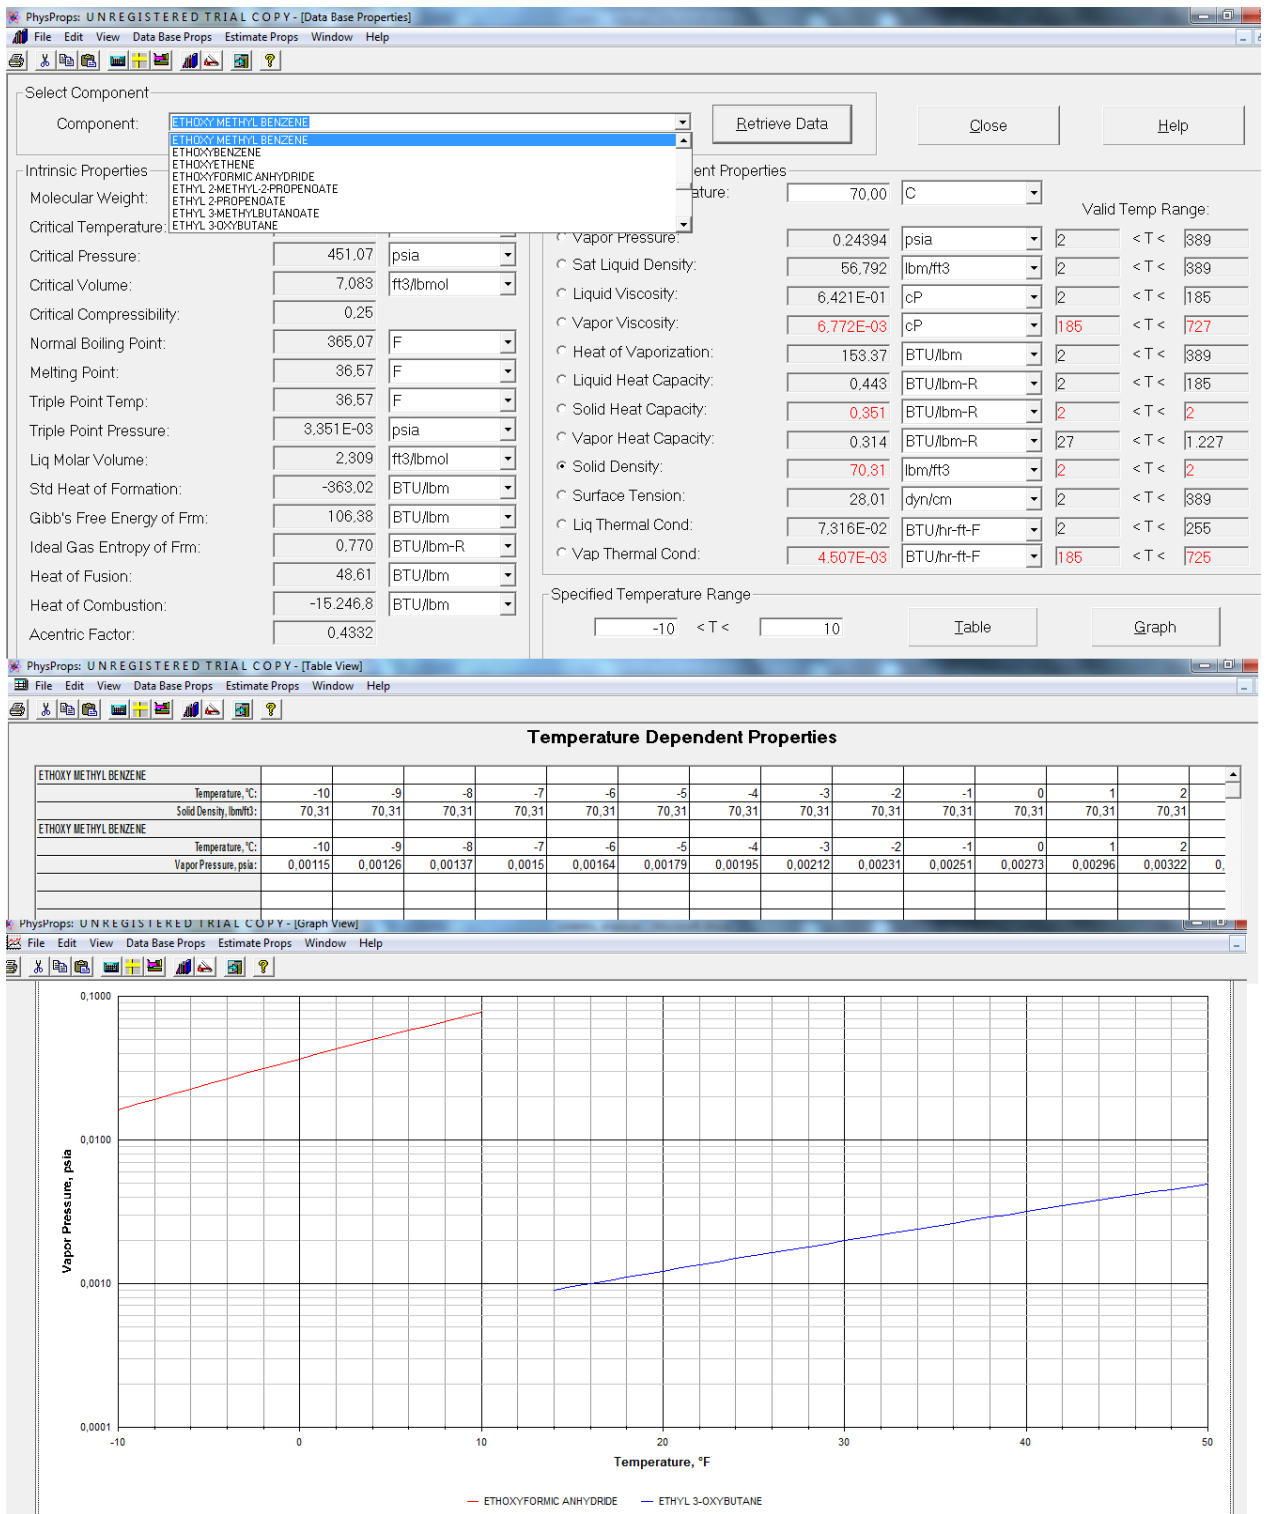 PhysProps: U N R E G I S T E R E D T R I A L C O P Y - [Data Base Properties]
File Edit View Data Base Props Estimate Props Window Help
Select Component
Component: ETHOXY METHYL BENZENE Retrieve Data Close Help
ETHOXY METHYL BENZENE
ETHOXYBENZENE
ETHOXYETHENE
ETHOXYFORMIC ANHYDRIDE
ETHYL 2-METHYL-2-PROPENOATE
ETHYL 2-PROPENOATE
ETHYL 3-METHYLBUTANOATE
ETHYL 3-OXYBUTANE
Intrinsic Properties
Molecular Weight:
Critical Temperature:
Critical Pressure: 451,07 psia
Critical Volume: 7,083 ft3/lbmol
Critical Compressibility: 0,25
Normal Boiling Point: 365,07 F
Melting Point: 36,57 F
Triple Point Temp: 36,57 F
Triple Point Pressure: 3,351E-03 psia
Liq Molar Volume: 2,309 ft3/lbmol
Std Heat of Formation: -363,02 BTU/lbm
Gibb's Free Energy of Frm: 106,38 BTU/lbm
Ideal Gas Entropy of Frm: 0,770 BTU/lbm-R
Heat of Fusion: 48,61 BTU/lbm
Heat of Combustion: -15.246,8 BTU/lbm
Acentric Factor: 0,4332
ent Properties
ature: 70,00 C
Valid Temp Range:
Vapor Pressure: 0.24394 psia 2 < T < 389
Sat Liquid Density: 56,792 lbm/ft3 2 < T < 389
Liquid Viscosity: 6,421E-01 cP 2 < T < 185
Vapor Viscosity: 6,772E-03 cP 185 < T < 727
Heat of Vaporization: 153.37 BTU/lbm 2 < T < 389
Liquid Heat Capacity: 0,443 BTU/lbm-R 2 < T < 185
Solid Heat Capacity: 0,351 BTU/lbm-R 2 < T < 2
Vapor Heat Capacity: 0.314 BTU/lbm-R 27 < T < 1.227
Solid Density: 70,31 lbm/ft3 2 < T < 2
Surface Tension: 28,01 dyn/cm 2 < T < 389
Liq Thermal Cond: 7,316E-02 BTU/hr-ft-F 2 < T < 255
Vap Thermal Cond: 4.507E-03 BTU/hr-ft-F 185 < T < 725
Specified Temperature Range
-10 < T < 10 Table Graph
PhysProps: U N R E G I S T E R E D T R I A L C O P Y - [Table View]
File Edit View Data Base Props Estimate Props Window Help
Temperature Dependent Properties
ETHOXY METHYL BENZENE
Temperature, °C: -10 -9 -8 -7 -6 -5 -4 -3 -2 -1 0 1 2
Solid Density, lbm/ft3: 70,31 70,31 70,31 70,31 70,31 70,31 70,31 70,31 70,31 70,31 70,31 70,31 70,31
ETHOXY METHYL BENZENE
Temperature, °C: -10 -9 -8 -7 -6 -5 -4 -3 -2 -1 0 1 2
Vapor Pressure, psia: 0,00115 0,00126 0,00137 0,0015 0,00164 0,00179 0,00195 0,00212 0,00231 0,00251 0,00273 0,00296 0,00322 0,
PhysProps: U N R E G I S T E R E D T R I A L C O P Y - [Graph View]
File Edit View Data Base Props Estimate Props Window Help
0,1000
0,0100
0,0010
0,0001
Vapor Pressure, psia
-10 0 10 20 30 40 50
Temperature, °F
ETHOXYFORMIC ANHYDRIDE ETHYL 3-OXYBUTANE